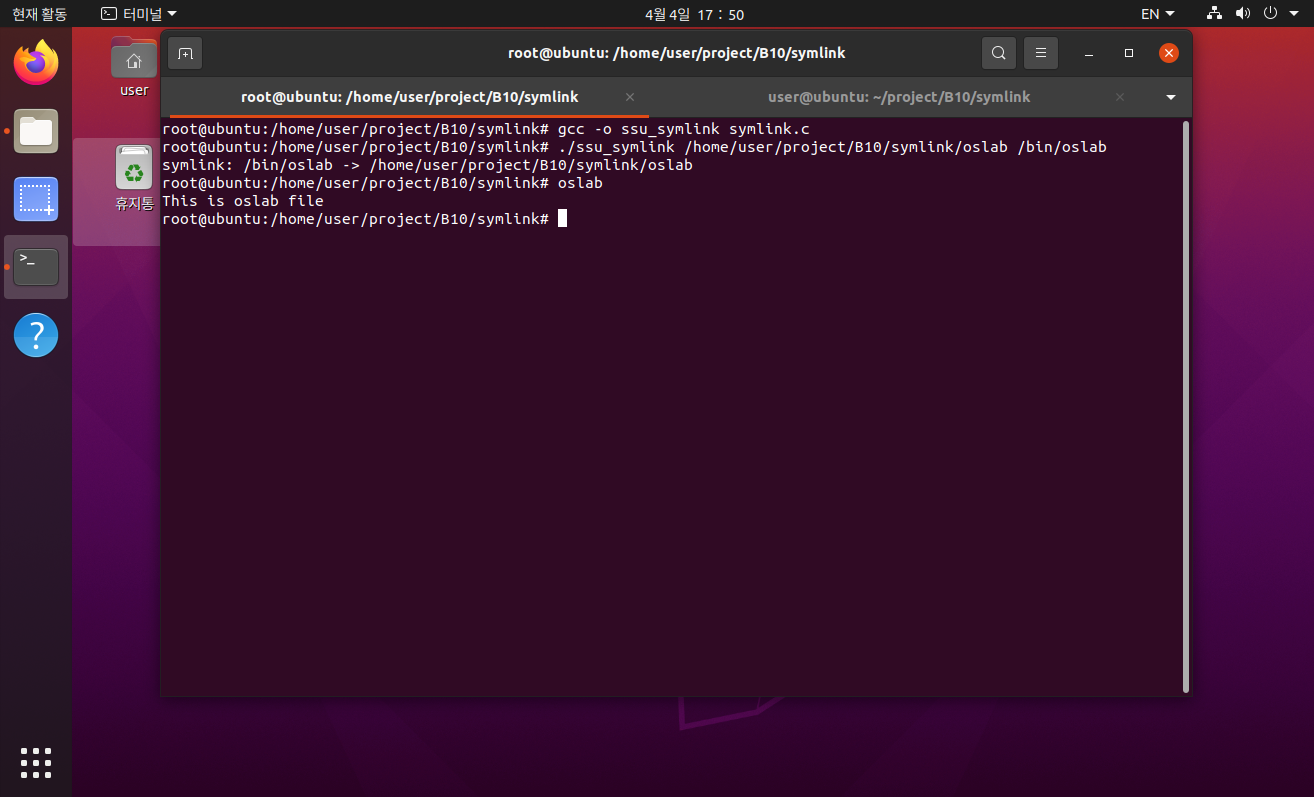 현재 활동 터미널 4월 4일 17 : 50 EN
user
휴지통
root@ubuntu: /home/user/project/B10/symlink
root@ubuntu: /home/user/project/B10/symlink × user@ubuntu: ~/project/B10/symlink ×
root@ubuntu:/home/user/project/B10/symlink# gcc -o ssu_symlink symlink.c
root@ubuntu:/home/user/project/B10/symlink# ./ssu_symlink /home/user/project/B10/symlink/oslab /bin/oslab
symlink: /bin/oslab -> /home/user/project/B10/symlink/oslab
root@ubuntu:/home/user/project/B10/symlink# oslab
This is oslab file
root@ubuntu:/home/user/project/B10/symlink#